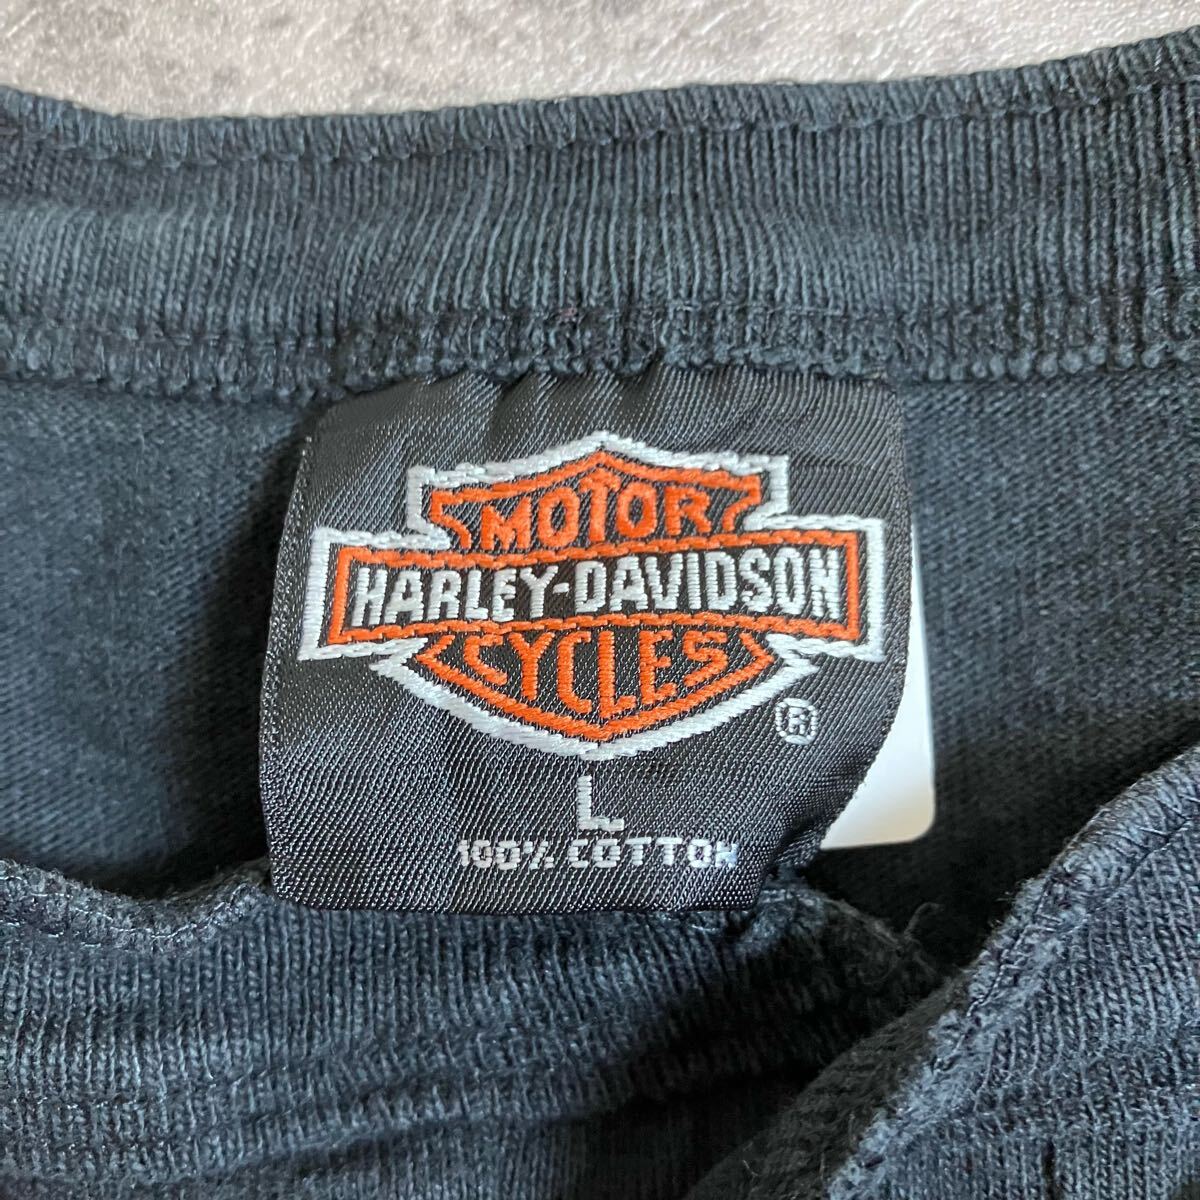 MOTOR
HARLEY-DAVIDSON
CYCLES
®
L
100% COTTON